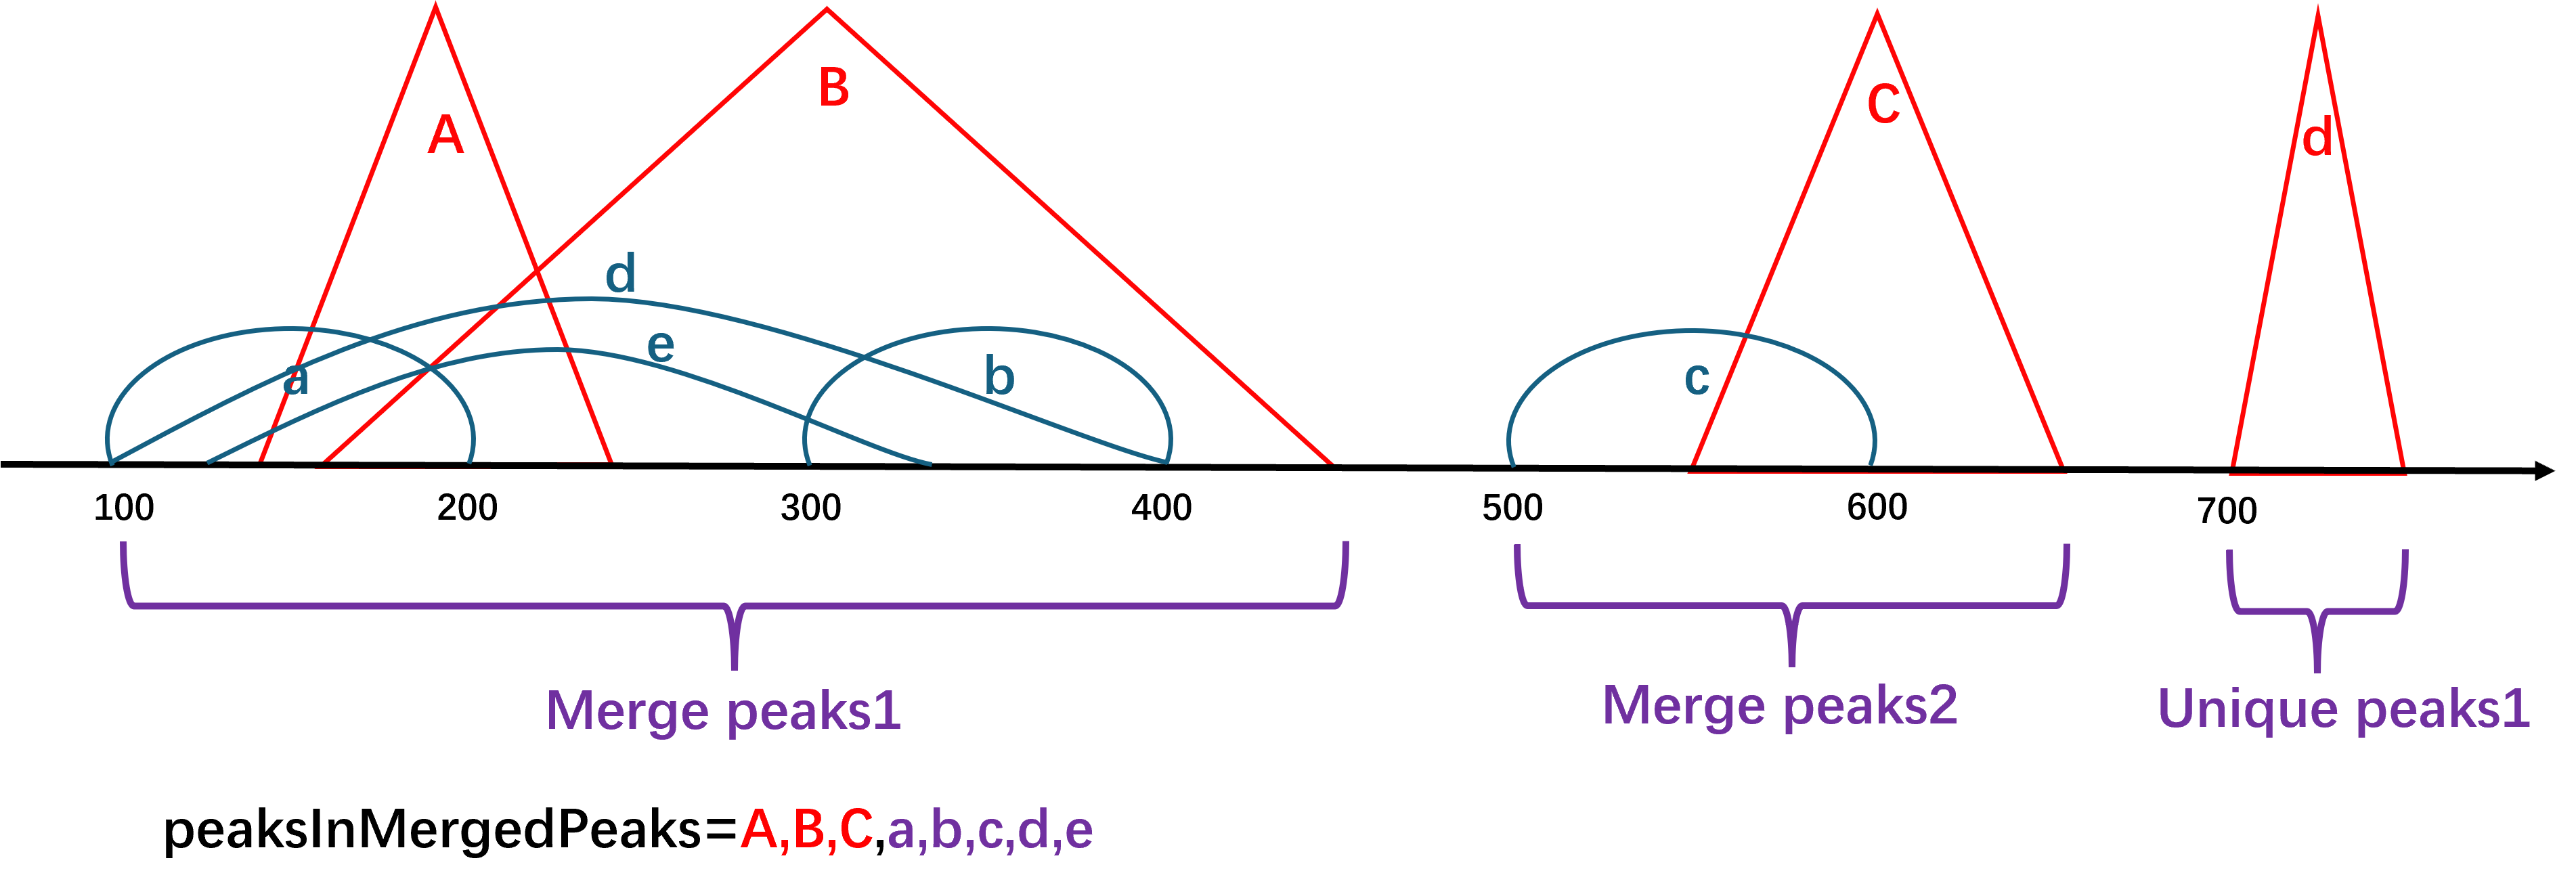 A
B
C
d
d
e
a
b
c
100 200 300 400 500 600 700
Merge peaks1
Merge peaks2
Unique peaks1
peaksInMergedPeaks=A,B,C,a,b,c,d,e